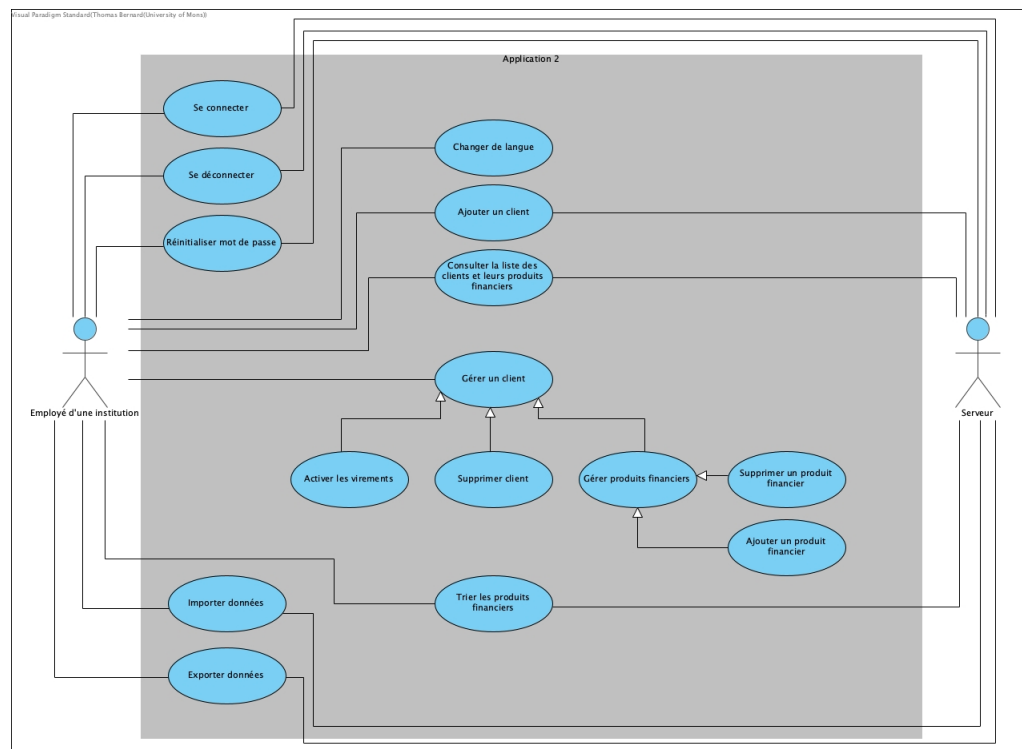 Visual Paradigm Standard(Thomas Bernard(University of Mons))
Application 2
Se connecter
Changer de langue
Se déconnecter
Ajouter un client
Réinitialiser mot de passe
Consulter la liste des
clients et leurs produits
financiers
Gérer un client
Employé d'une institution
Serveur
Activer les virements
Supprimer client
Gérer produits financiers
Supprimer un produit
financier
Ajouter un produit
financier
Importer données
Trier les produits
financiers
Exporter données